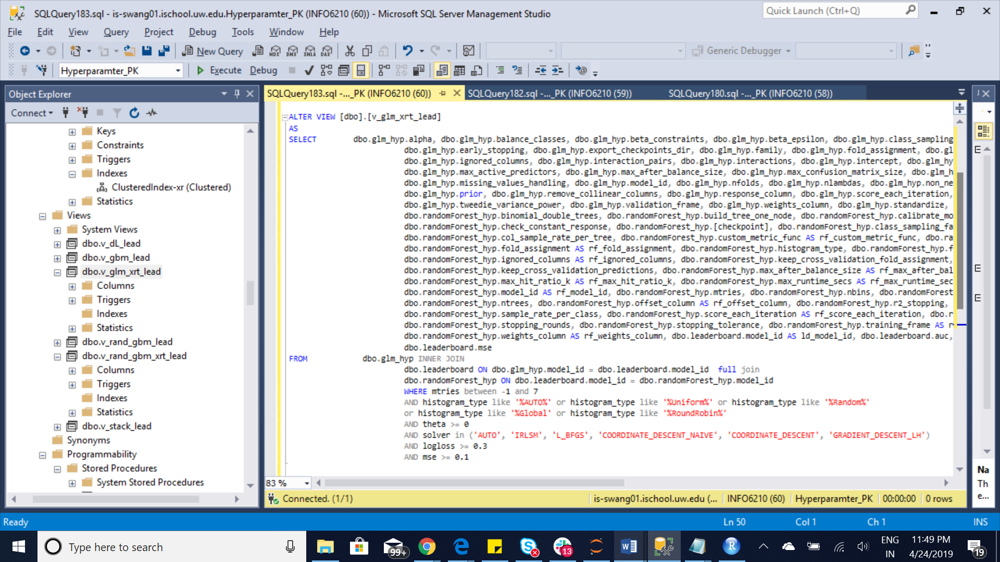 SQLQuery183.sql - is-swang01.ischool.uw.edu.Hyperparamter_PK (INFO6210 (60)) - Microsoft SQL Server Management Studio
Quick Launch (Ctrl+Q)
File Edit View Query Project Debug Tools Window Help
New Query MDX DMX XMLA DAX Generic Debugger
Hyperparamter_PK Execute Debug
Object Explorer
Connect
Keys
Constraints
Triggers
Indexes
ClusteredIndex-xr (Clustered)
Statistics
Views
System Views
dbo.v_dL_lead
dbo.v_gbm_lead
dbo.v_glm_xrt_lead
Columns
Triggers
Indexes
Statistics
dbo.v_rand_gbm_lead
dbo.v_rand_gbm_xrt_lead
Columns
Triggers
Indexes
Statistics
dbo.v_stack_lead
Synonyms
Programmability
Stored Procedures
System Stored Procedures
SQLQuery183.sql -..._PK (INFO6210 (60)) SQLQuery182.sql -..._PK (INFO6210 (59)) SQLQuery180.sql -..._PK (INFO6210 (58))
ALTER VIEW [dbo].[v_glm_xrt_lead]
AS
SELECT dbo.glm_hyp.alpha, dbo.glm_hyp.balance_classes, dbo.glm_hyp.beta_constraints, dbo.glm_hyp.beta_epsilon, dbo.glm_hyp.class_sampling
dbo.glm_hyp.early_stopping, dbo.glm_hyp.export_checkpoints_dir, dbo.glm_hyp.family, dbo.glm_hyp.fold_assignment, dbo.gl
dbo.glm_hyp.ignored_columns, dbo.glm_hyp.interaction_pairs, dbo.glm_hyp.interactions, dbo.glm_hyp.intercept, dbo.glm_hy
dbo.glm_hyp.max_active_predictors, dbo.glm_hyp.max_after_balance_size, dbo.glm_hyp.max_confusion_matrix_size, dbo.glm_h
dbo.glm_hyp.missing_values_handling, dbo.glm_hyp.model_id, dbo.glm_hyp.nfolds, dbo.glm_hyp.nlambdas, dbo.glm_hyp.non_ne
dbo.glm_hyp.prior, dbo.glm_hyp.remove_collinear_columns, dbo.glm_hyp.response_column, dbo.glm_hyp.score_each_iteration,
dbo.glm_hyp.tweedie_variance_power, dbo.glm_hyp.validation_frame, dbo.glm_hyp.weights_column, dbo.glm_hyp.standardize,
dbo.randomForest_hyp.binomial_double_trees, dbo.randomForest_hyp.build_tree_one_node, dbo.randomForest_hyp.calibrate_mo
dbo.randomForest_hyp.check_constant_response, dbo.randomForest_hyp.[checkpoint], dbo.randomForest_hyp.class_sampling_fa
dbo.randomForest_hyp.col_sample_rate_per_tree, dbo.randomForest_hyp.custom_metric_func AS rf_custom_metric_func, dbo.ra
dbo.randomForest_hyp.fold_assignment AS rf_fold_assignment, dbo.randomForest_hyp.histogram_type, dbo.randomForest_hyp.f
dbo.randomForest_hyp.ignored_columns AS rf_ignored_columns, dbo.randomForest_hyp.keep_cross_validation_fold_assignment,
dbo.randomForest_hyp.keep_cross_validation_predictions, dbo.randomForest_hyp.max_after_balance_size AS rf_max_after_bal
dbo.randomForest_hyp.max_hit_ratio_k AS rf_max_hit_ratio_k, dbo.randomForest_hyp.max_runtime_secs AS rf_max_runtime_sec
dbo.randomForest_hyp.model_id AS rf_model_id, dbo.randomForest_hyp.mtries, dbo.randomForest_hyp.nbins, dbo.randomForest
dbo.randomForest_hyp.ntrees, dbo.randomForest_hyp.offset_column AS rf_offset_column, dbo.randomForest_hyp.r2_stopping,
dbo.randomForest_hyp.sample_rate_per_class, dbo.randomForest_hyp.score_each_iteration AS rf_score_each_iteration, dbo.r
dbo.randomForest_hyp.stopping_rounds, dbo.randomForest_hyp.stopping_tolerance, dbo.randomForest_hyp.training_frame AS r
dbo.randomForest_hyp.weights_column AS rf_weights_column, dbo.leaderboard.model_id AS ld_model_id, dbo.leaderboard.auc,
dbo.leaderboard.mse
FROM dbo.glm_hyp INNER JOIN
dbo.leaderboard ON dbo.glm_hyp.model_id = dbo.leaderboard.model_id full join
dbo.randomForest_hyp ON dbo.leaderboard.model_id = dbo.randomForest_hyp.model_id
WHERE mtries between -1 and 7
AND histogram_type like '%AUTO%' or histogram_type like '%Uniform%' or histogram_type like '%Random%'
or histogram_type like '%Global' or histogram_type like '%RoundRobin%'
AND theta >= 0
AND solver in ('AUTO', 'IRLSM', 'L_BFGS', 'COORDINATE_DESCENT_NAIVE', 'COORDINATE_DESCENT', 'GRADIENT_DESCENT_LH')
AND logloss >= 0.3
AND mse >= 0.1
83 %
Connected. (1/1) is-swang01.ischool.uw.edu (... INFO6210 (60) Hyperparamter_PK 00:00:00 0 rows
Na
Th
e...
Ready Ln 50 Col 1 Ch 1 INS
Type here to search
99+
13
ENG
IN
11:49 PM
4/24/2019
19